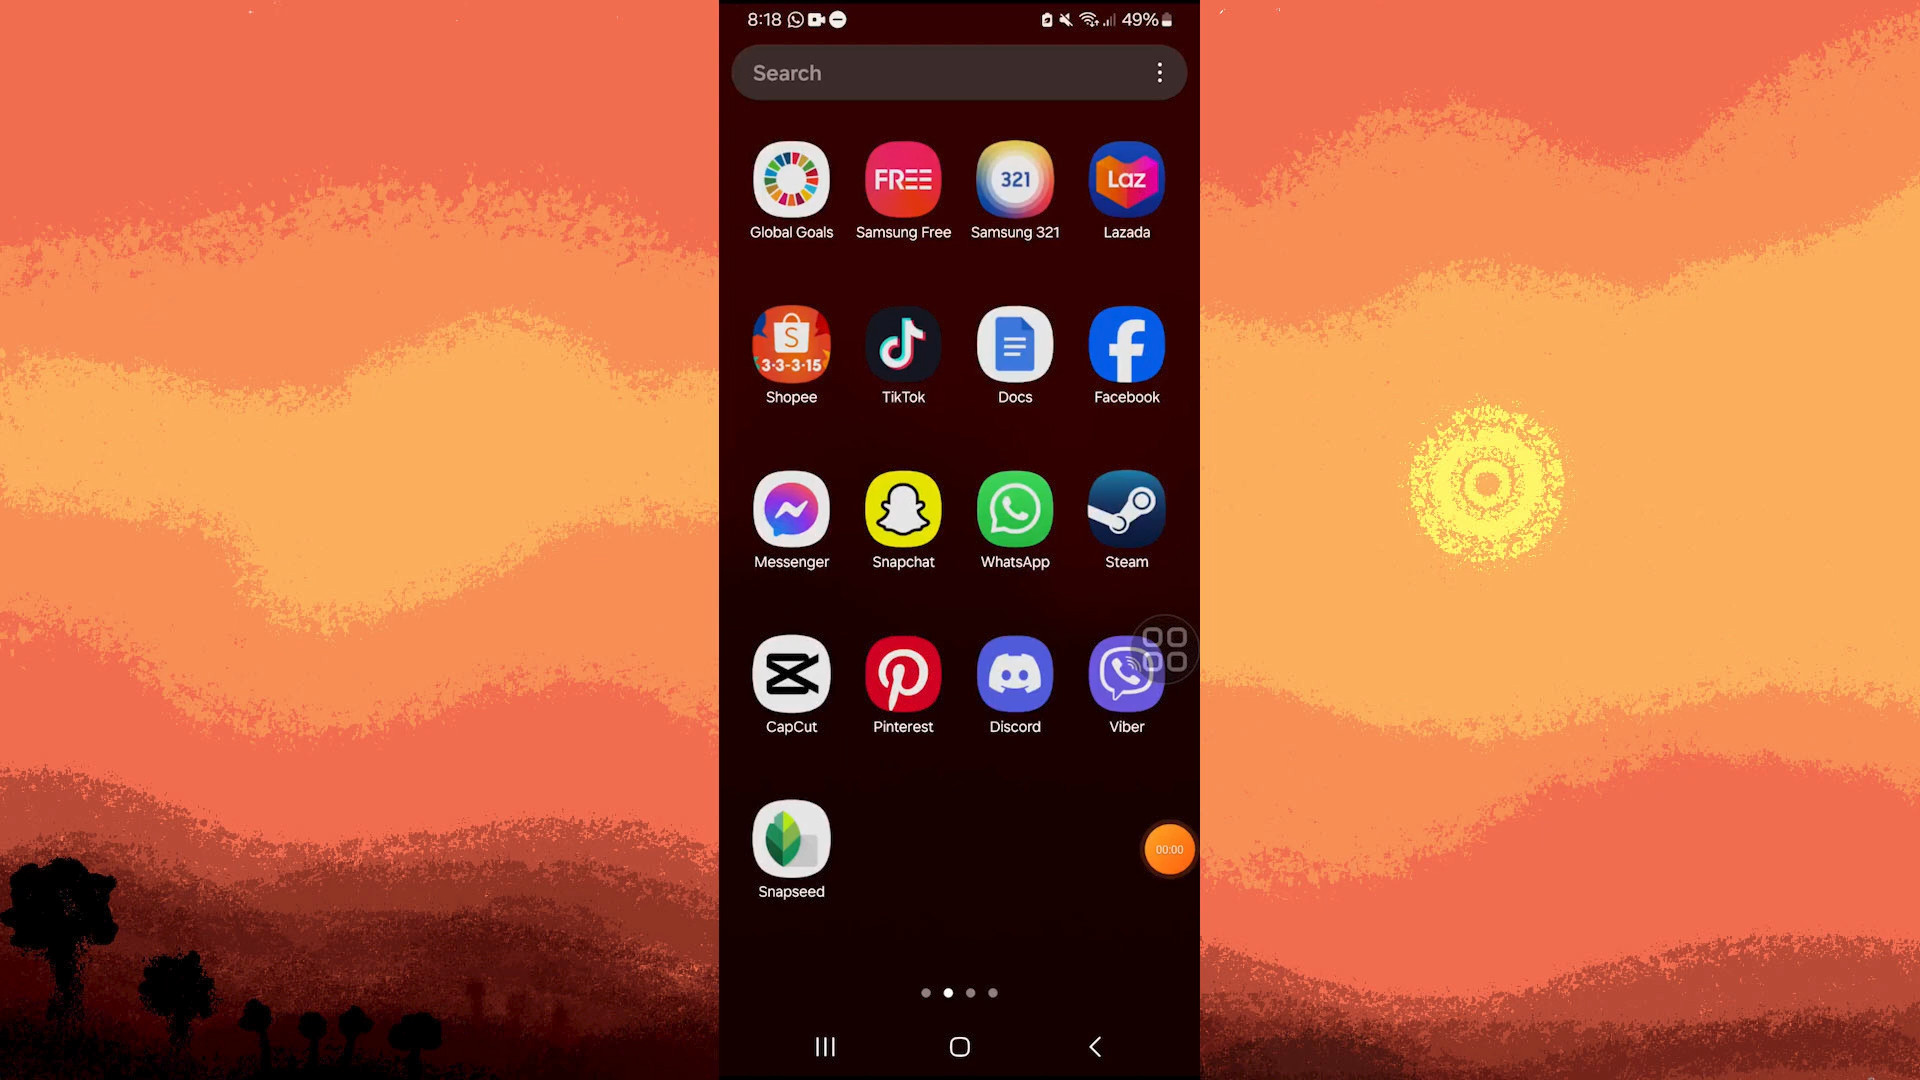 8:18 49%
Search
FREE 321 Laz
Global Goals Samsung Free Samsung 321 Lazada
S
3-3-3-15
Shopee TikTok Docs Facebook
Messenger Snapchat WhatsApp Steam
CapCut Pinterest Discord Viber
00:00
Snapseed